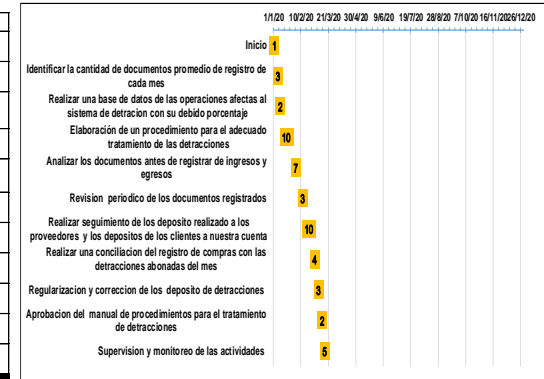 1/1/20 10/2/20 21/3/20 30/4/20 9/6/20 19/7/20 28/8/20 7/10/20 16/11/20 26/12/20
Inicio 1
Identificar la cantidad de documentos promedio de registro de
cada mes
3
Realizar una base de datos de las operaciones afectas al
sistema de detracion con su debido porcentaje
2
Elaboración de un procedimiento para el adecuado
tratamiento de las detracciones
10
Analizar los documentos antes de registrar de ingresos y
egresos
7
Revision periodico de los documentos registrados 3
Realizar seguimiento de los deposito realizado a los
proveedores y los depositos de los clientes a nuestra cuenta
10
Realizar una conciliacion del registro de compras con las
detracciones abonadas del mes
4
Regularizacion y correccion de los deposito de detracciones 3
Aprobacion del manual de procedimientos para el tratamiento
de detracciones
2
Supervision y monitoreo de las actividades 5